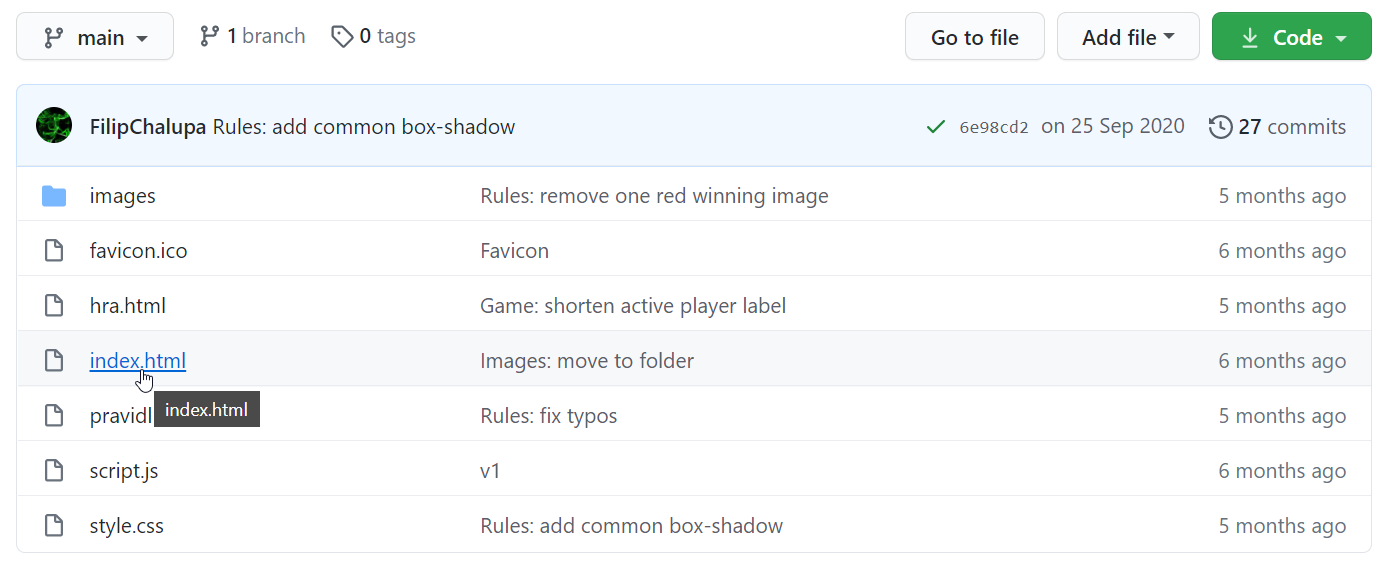 main 1 branch 0 tags Go to file Add file Code
FilipChalupa Rules: add common box-shadow 6e98cd2 on 25 Sep 2020 27 commits
images Rules: remove one red winning image 5 months ago
favicon.ico Favicon 6 months ago
hra.html Game: shorten active player label 5 months ago
index.html Images: move to folder 6 months ago
index.html
pravidl Rules: fix typos 5 months ago
script.js v1 6 months ago
style.css Rules: add common box-shadow 5 months ago